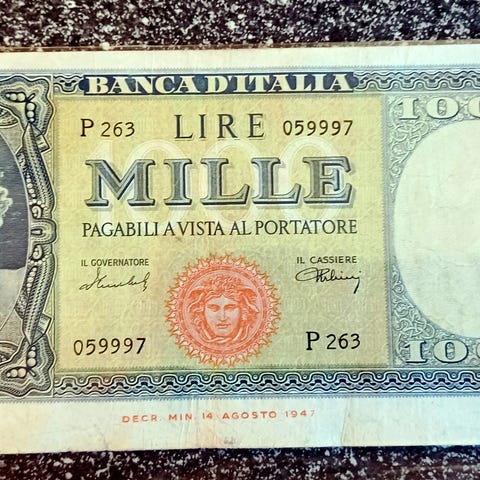 BANCA D'ITALIA
P 263 LIRE 059997
1000
MILLE
PAGABILI A VISTA AL PORTATORE
IL GOVERNATORE IL CASSIERE
059997 P 263
DECR. MIN. 14 AGOSTO 1947